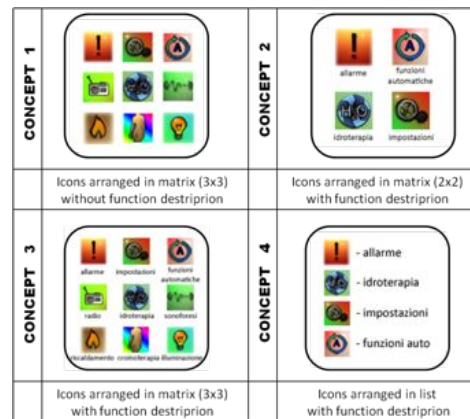 CONCEPT 1
Icons arranged in matrix (3x3)
without function destriprion
CONCEPT 2
allarme
funzioni
automatiche
idroterapia
impostazioni
Icons arranged in matrix (2x2)
with function destriprion
CONCEPT 3
allarme
impostazioni
funzioni
automatiche
radio
idroterapia
sonoforesi
riscaldamento
cromoterapia
illuminazione
Icons arranged in matrix (3x3)
with function destriprion
CONCEPT 4
- allarme
- idroterapia
- impostazioni
- funzioni auto
Icons arranged in list
with function destriprion